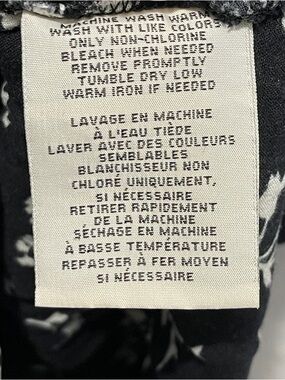 MACHINE WASH WARM
WASH WITH LIKE COLORS
ONLY NON-CHLORINE
BLEACH WHEN NEEDED
REMOVE PROMPTLY
TUMBLE DRY LOW
WARM IRON IF NEEDED
LAVAGE EN MACHINE
À L'EAU TIÈDE
LAVER AVEC DES COULEURS
SEMBLABLES
BLANCHISSEUR NON
CHLORÉ UNIQUEMENT,
SI NÉCESSAIRE
RETIRER RAPIDEMENT
DE LA MACHINE
SÉCHAGE EN MACHINE
À BASSE TEMPÉRATURE
REPASSER À FER MOYEN
SI NÉCESSAIRE